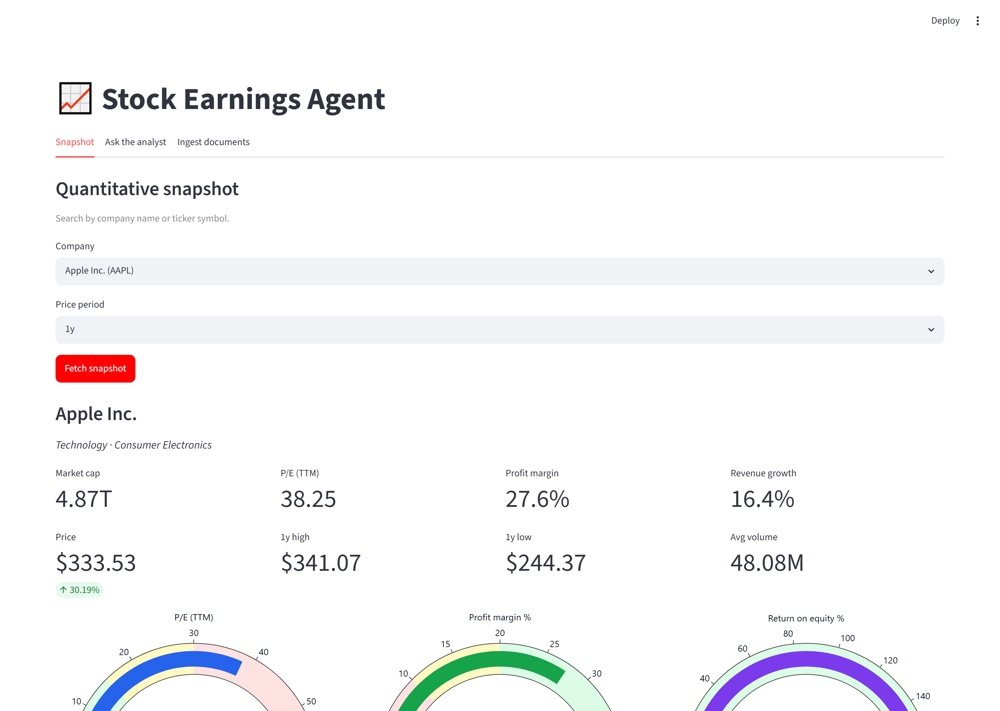 Deploy
Stock Earnings Agent
Snapshot Ask the analyst Ingest documents
Quantitative snapshot
Search by company name or ticker symbol.
Company
Apple Inc. (AAPL)
Price period
1y
Fetch snapshot
Apple Inc.
Technology · Consumer Electronics
Market cap P/E (TTM) Profit margin Revenue growth
4.87T 38.25 27.6% 16.4%
Price 1y high 1y low Avg volume
$333.53 $341.07 $244.37 48.08M
↑ 30.19%
P/E (TTM)
10 20 30 40 50
Profit margin %
10 15 20 25 30
Return on equity %
40 60 80 100 120 140